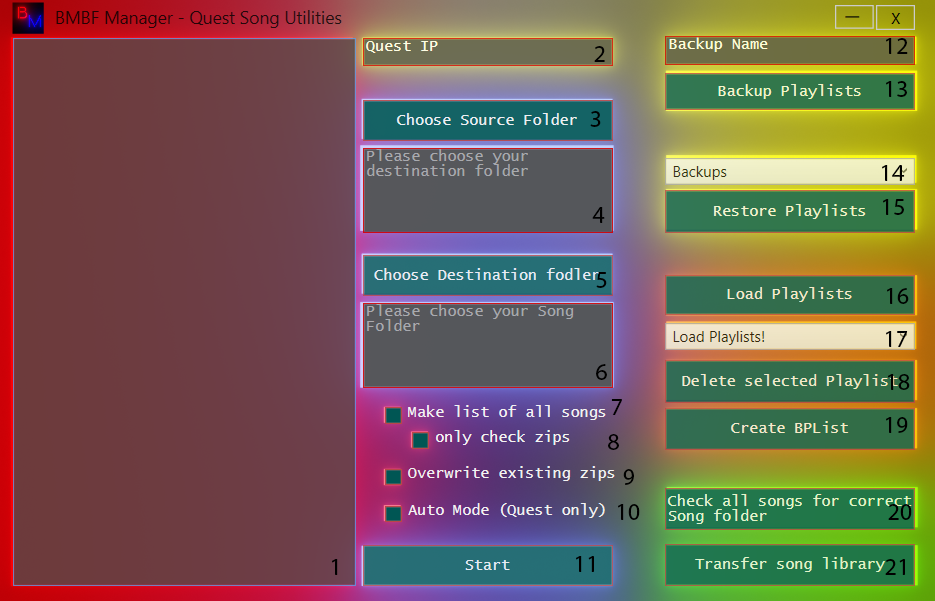 BM BMBF Manager - Quest Song Utilities — X
1
Quest IP 2
Choose Source Folder 3
Please choose your
destination folder
4
Choose Destination fodler 5
Please choose your Song
Folder
6
Make list of all songs 7
only check zips 8
Overwrite existing zips 9
Auto Mode (Quest only) 10
Start 11
Backup Name 12
Backup Playlists 13
Backups 14
Restore Playlists 15
Load Playlists 16
Load Playlists! 17
Delete selected Playlist 18
Create BPList 19
Check all songs for correct
Song folder 20
Transfer song library 21